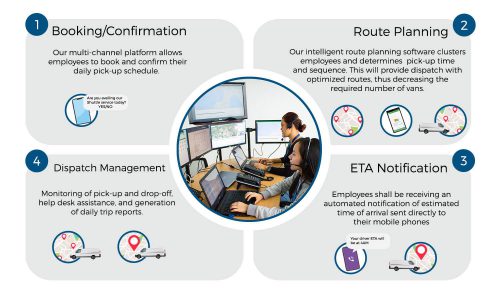 1
Booking/Confirmation
Our multi-channel platform allows
employees to book and confirm their
daily pick-up schedule.
Are you availing our
Shuttle service today?
YES/NO
2
Route Planning
Our intelligent route planning software clusters
employees and determines pick-up time
and sequence. This will provide dispatch with
optimized routes, thus decreasing the
required number of vans.
3
ETA Notification
Employees shall be receiving an
automated notification of estimated
time of arrival sent directly to
their mobile phones
Your driver ETA will
be at 4AM
4
Dispatch Management
Monitoring of pick-up and drop-off,
help desk assistance, and generation
of daily trip reports.